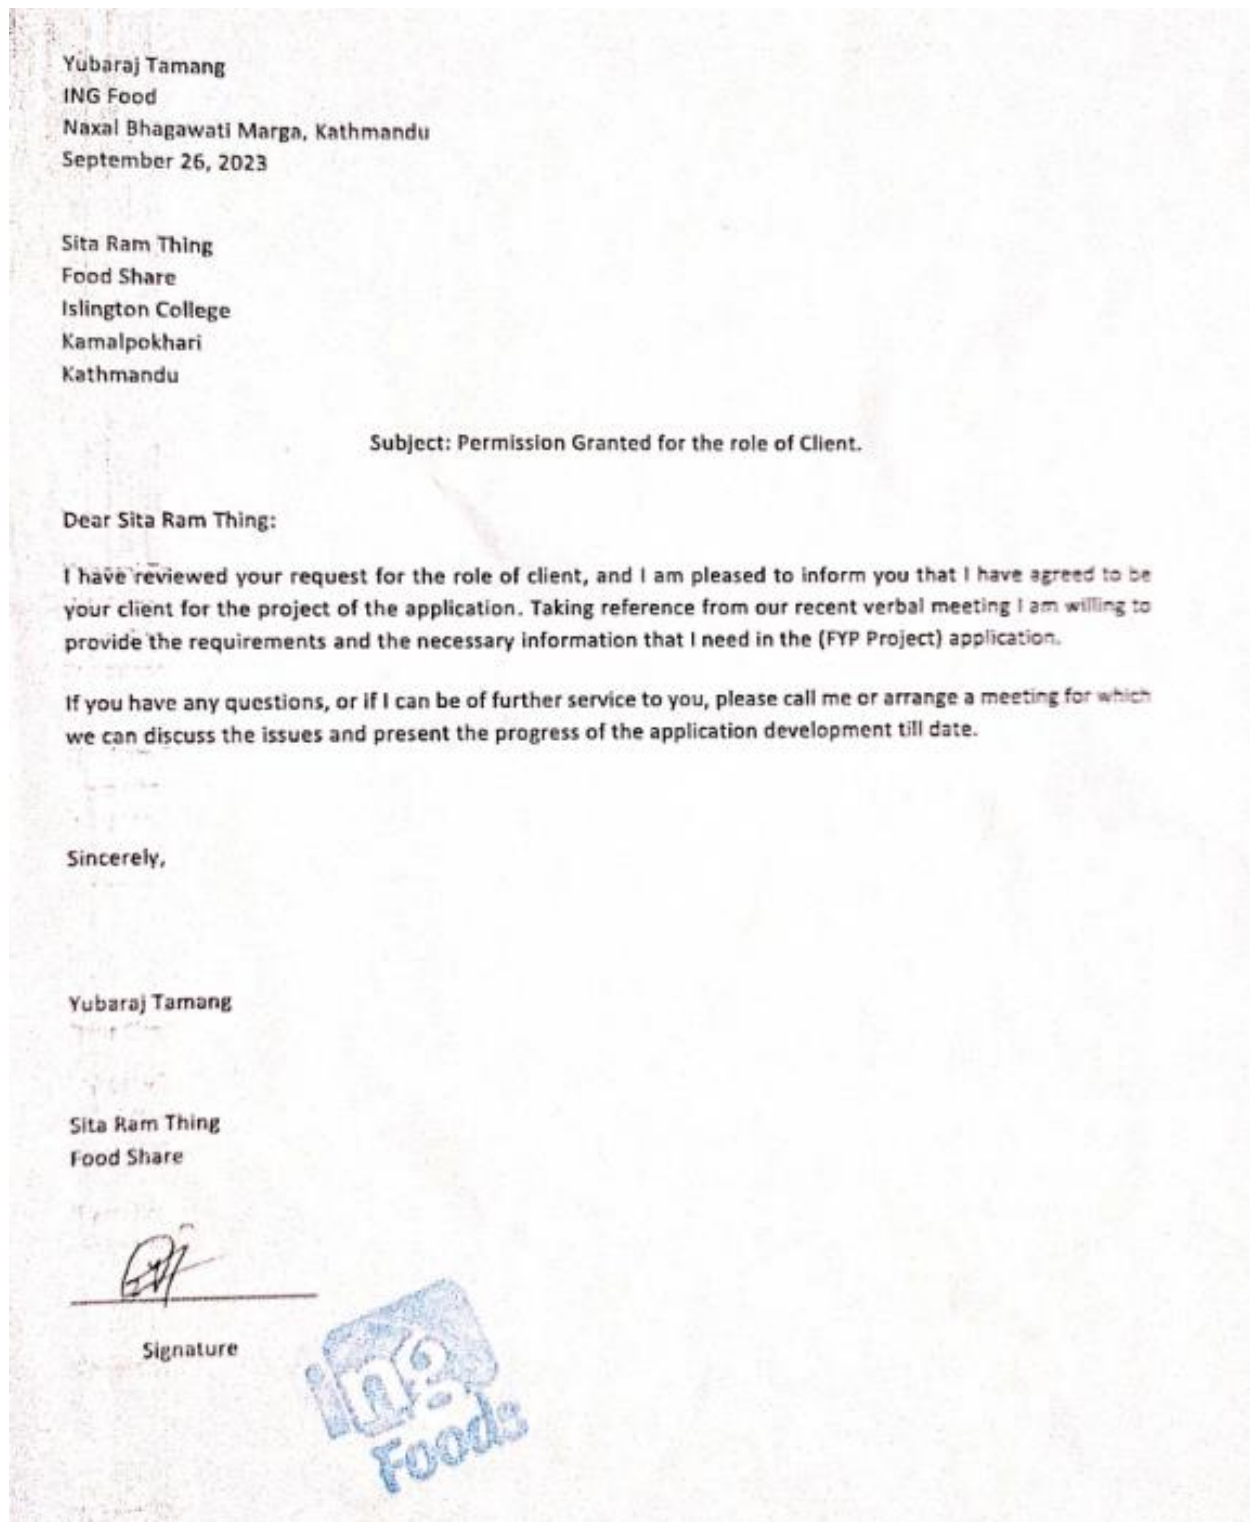 Yubaraj Tamang
ING Food
Naxal Bhagawati Marga, Kathmandu
September 26, 2023
Sita Ram Thing
Food Share
Islington College
Kamalpokhari
Kathmandu
Subject: Permission Granted for the role of Client.
Dear Sita Ram Thing:
I have reviewed your request for the role of client, and I am pleased to inform you that I have agreed to be
your client for the project of the application. Taking reference from our recent verbal meeting I am willing to
provide the requirements and the necessary information that I need in the (FYP Project) application.
If you have any questions, or if I can be of further service to you, please call me or arrange a meeting for which
we can discuss the issues and present the progress of the application development till date.
Sincerely,
Yubaraj Tamang
Sita Ram Thing
Food Share
Signature
ing
Foods